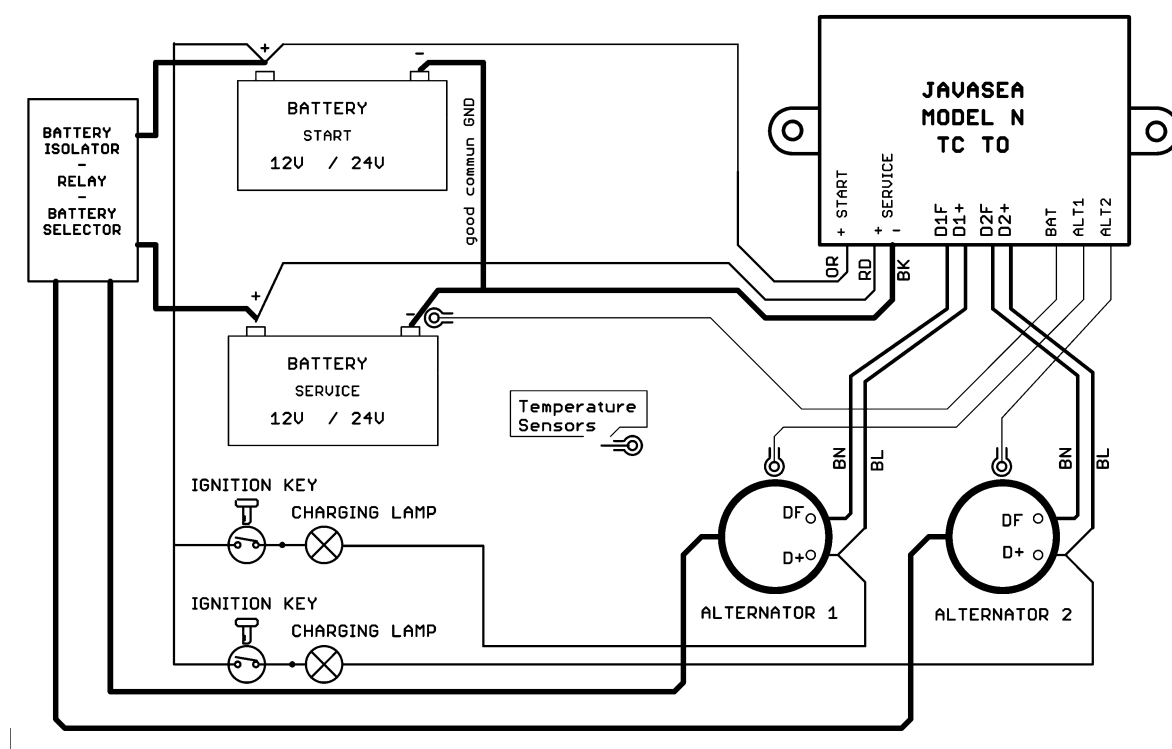 BATTERY
ISOLATOR
-
RELAY
-
BATTERY
SELECTOR
+
-
BATTERY
START
12V / 24V
good commun GND
+
-
BATTERY
SERVICE
12V / 24V
JAVASEA
MODEL N
TC TO
+ START
+ SERVICE
-
D1F
D1+
D2F
D2+
BAT
ALT1
ALT2
OR
RD
BK
Temperature
Sensors
BN
BL
BN
BL
IGNITION KEY
CHARGING LAMP
IGNITION KEY
CHARGING LAMP
DF
D+
ALTERNATOR 1
DF
D+
ALTERNATOR 2